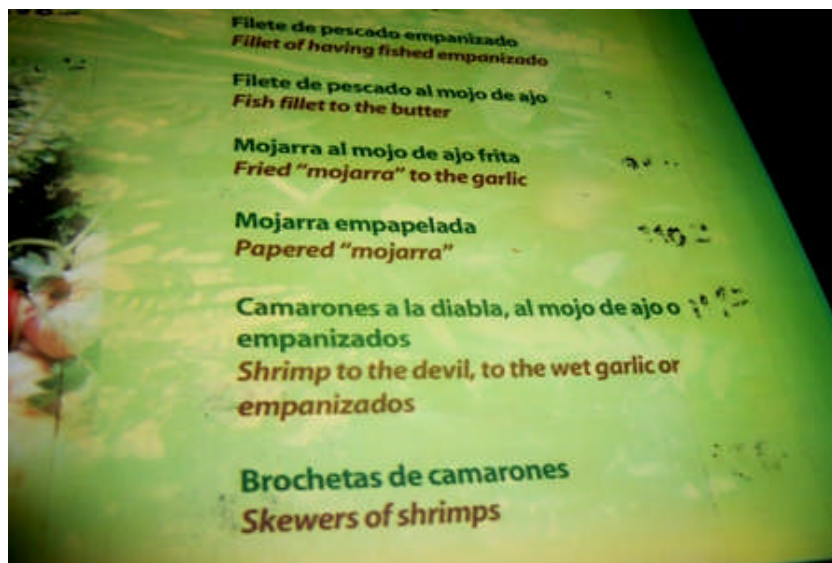 Filete de pescado empanizado
Fillet of having fished empanizado
Filete de pescado al mojo de ajo
Fish fillet to the butter
Mojarra al mojo de ajo frita
Fried "mojarra" to the garlic
Mojarra empapelada
Papered "mojarra"
Camarones a la diabla, al mojo de ajo o
empanizados
Shrimp to the devil, to the wet garlic or
empanizados
Brochetas de camarones
Skewers of shrimps